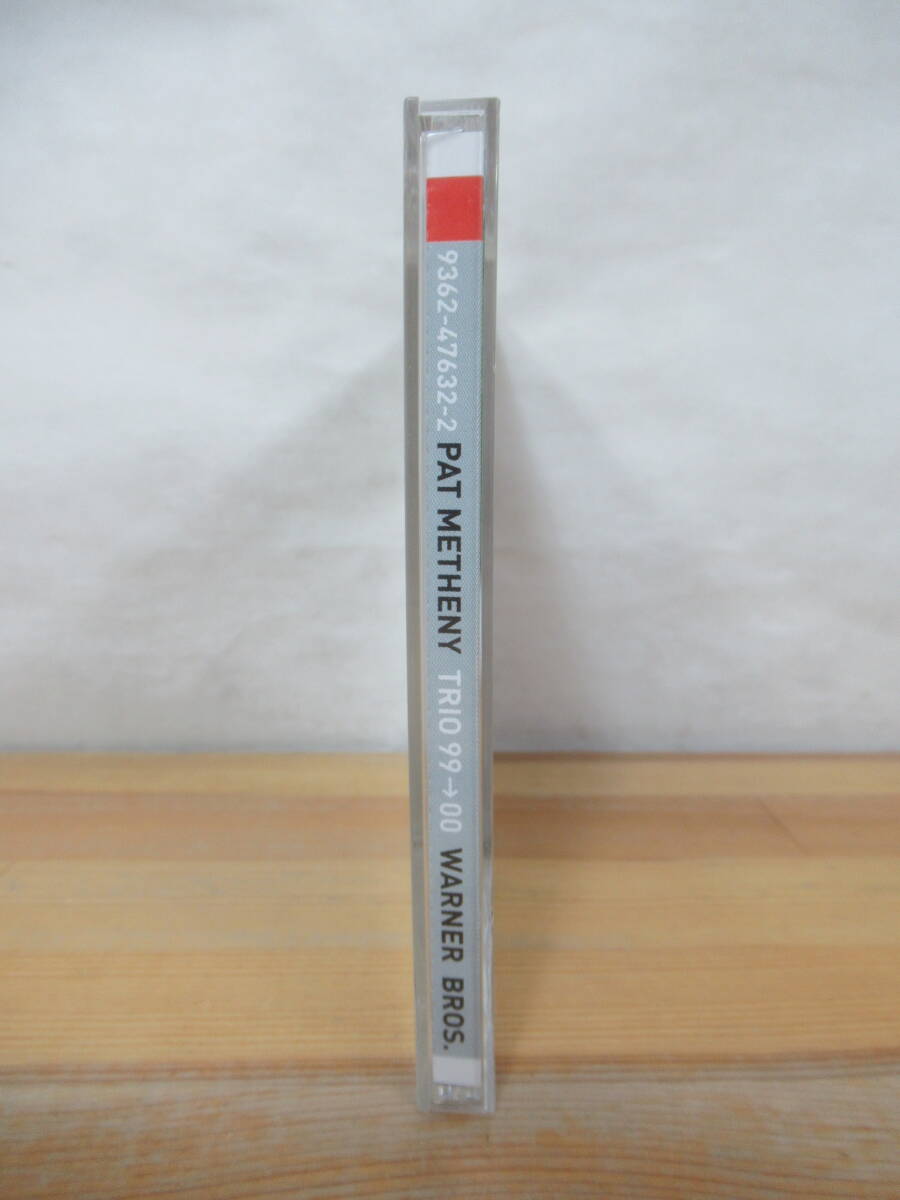 9362-47632-2 PAT METHENY TRIO 99→00 WARNER BROS.